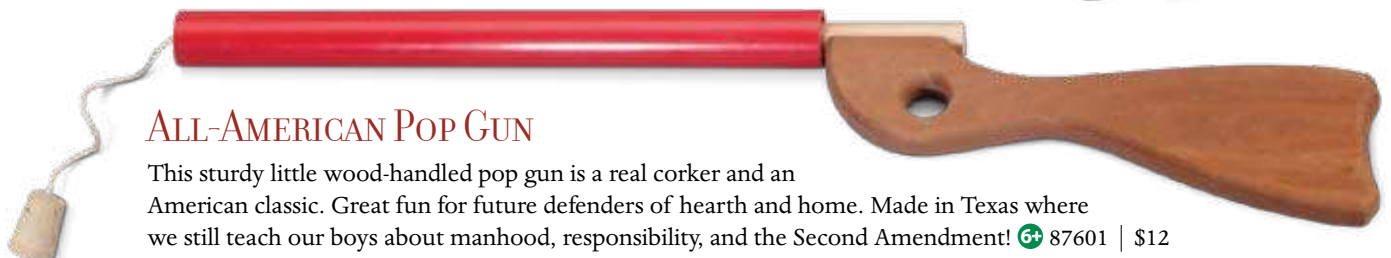 ALL-AMERICAN POP GUN
This sturdy little wood-handled pop gun is a real corker and an
American classic. Great fun for future defenders of hearth and home. Made in Texas where
we still teach our boys about manhood, responsibility, and the Second Amendment! 6+ 87601 | $12